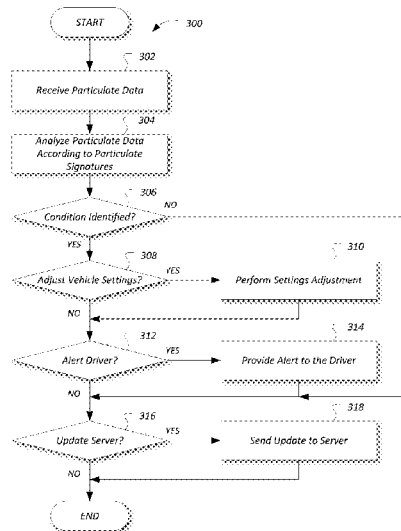 START
300
302
Receive Particulate Data
304
Analyze Particulate Data
According to Particulate
Signatures
306
Condition Identified?
NO
YES
308
Adjust Vehicle Settings?
YES
310
Perform Settings Adjustment
NO
312
Alert Driver?
YES
314
Provide Alert to the Driver
NO
316
Update Server?
YES
318
Send Update to Server
NO
END